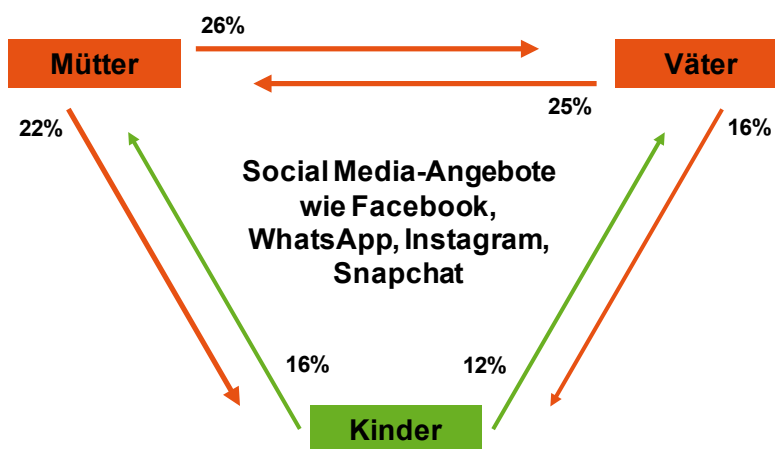 26%
Mütter
Väter
25%
22%
16%
Social Media-Angebote
wie Facebook,
WhatsApp, Instagram,
Snapchat
16%
12%
Kinder